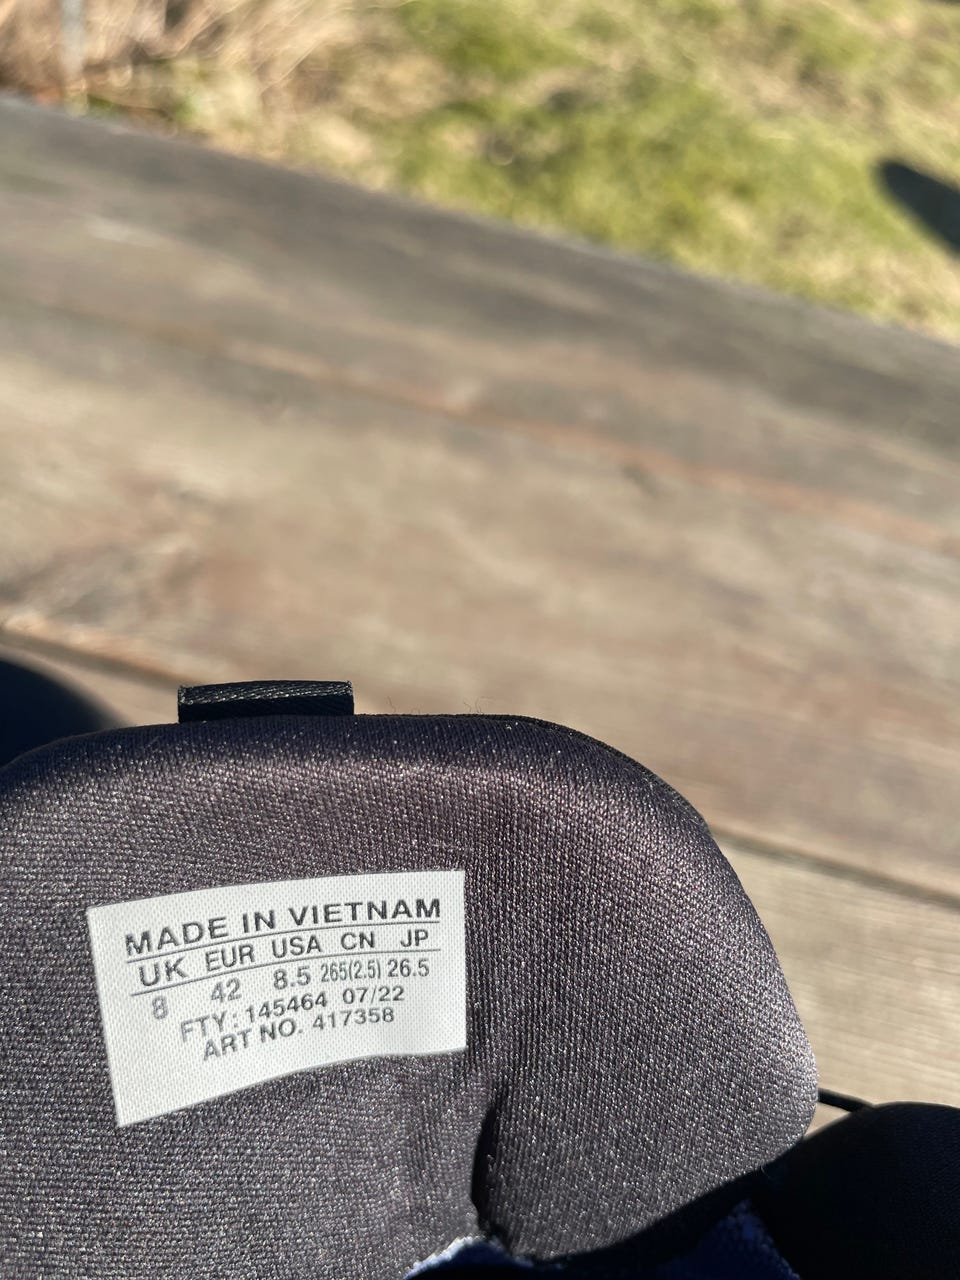 MADE IN VIETNAM
UK EUR USA CN JP
8 42 8.5 265(2.5) 26.5
FTY: 145464 07/22
ART NO. 417358